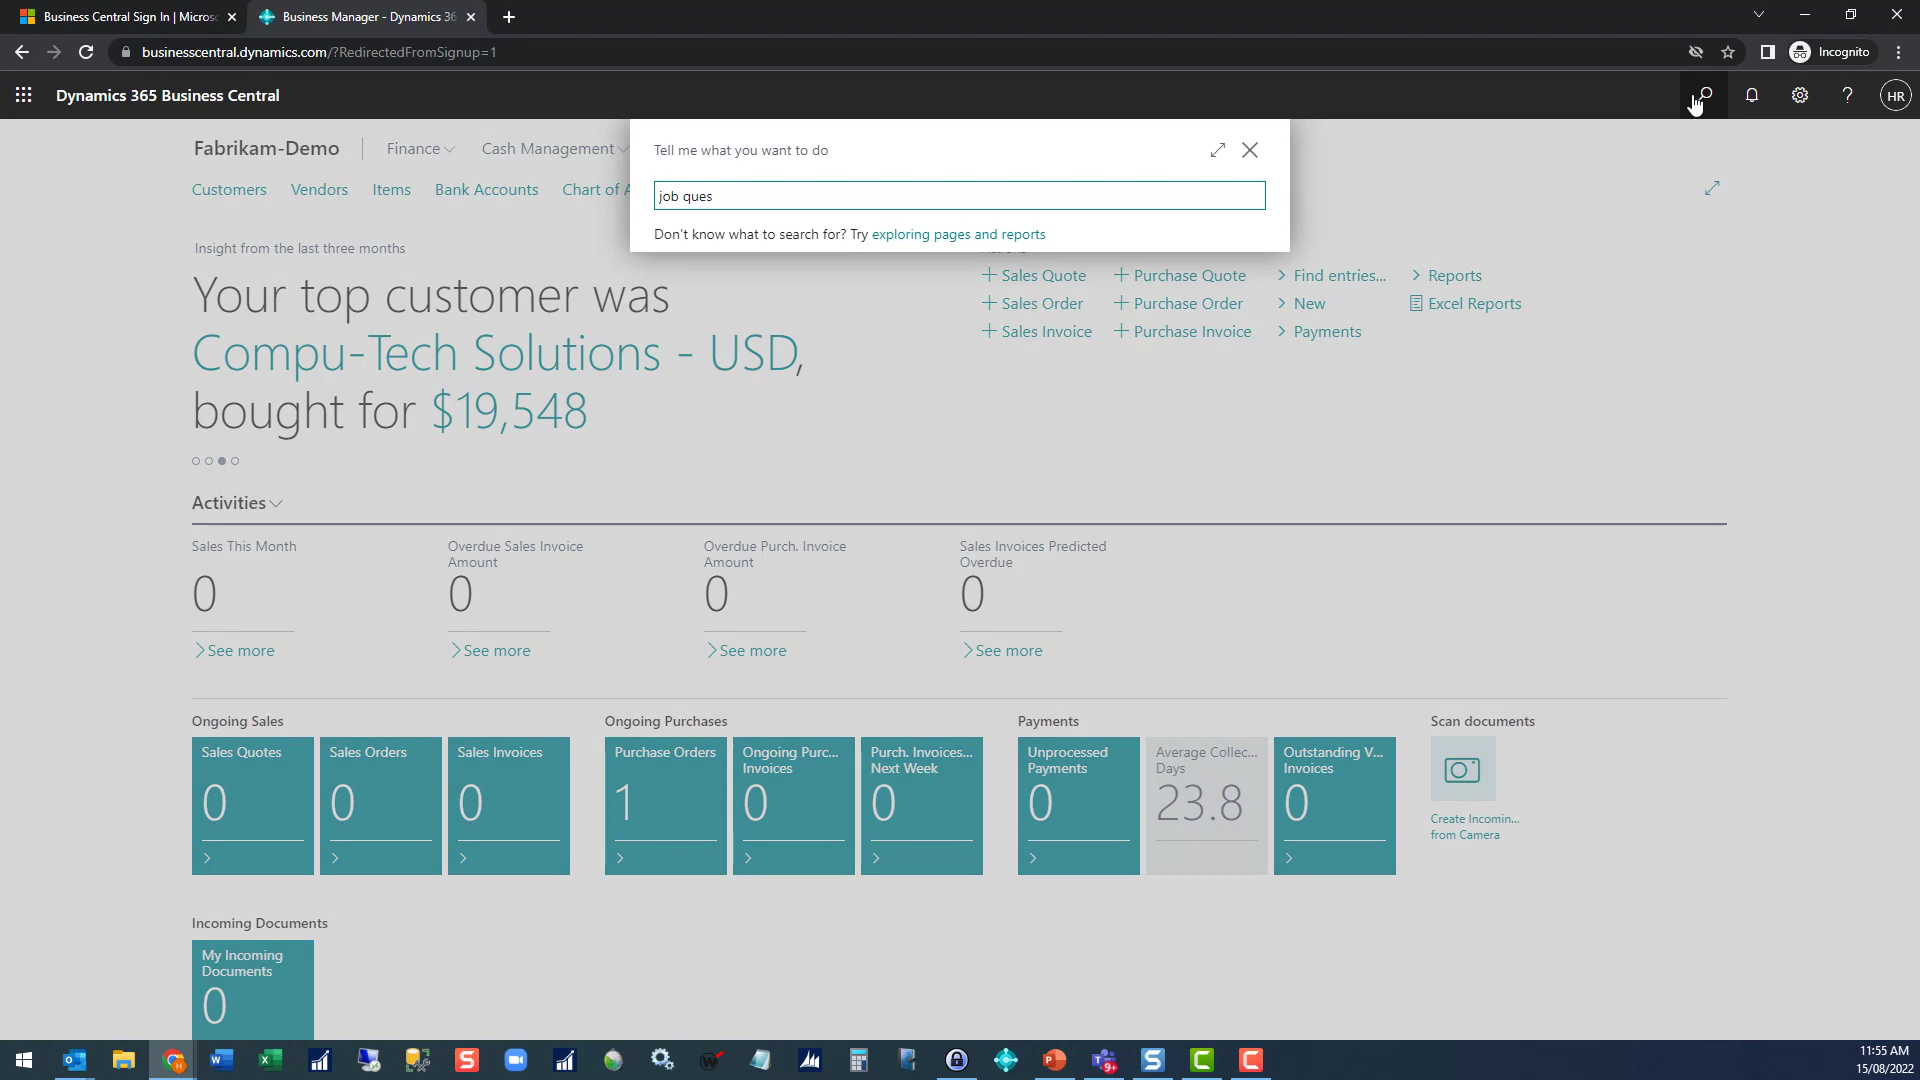 Business Central Sign In | Micros
Business Manager - Dynamics 36
businesscentral.dynamics.com/?RedirectedFromSignup=1
Incognito
Dynamics 365 Business Central
HR
Fabrikam-Demo
Finance
Cash Management
Customers
Vendors
Items
Bank Accounts
Chart of A
Tell me what you want to do
job ques
Don't know what to search for? Try exploring pages and reports
Insight from the last three months
Your top customer was
Compu-Tech Solutions - USD,
bought for $19,548
+ Sales Quote
+ Purchase Quote
> Find entries...
> Reports
+ Sales Order
+ Purchase Order
> New
Excel Reports
+ Sales Invoice
+ Purchase Invoice
> Payments
Activities
Sales This Month
0
>See more
Overdue Sales Invoice
Amount
0
>See more
Overdue Purch. Invoice
Amount
0
>See more
Sales Invoices Predicted
Overdue
0
>See more
Ongoing Sales
Sales Quotes
0
Sales Orders
0
Sales Invoices
0
Ongoing Purchases
Purchase Orders
1
Ongoing Purc...
Invoices
0
Purch. Invoices...
Next Week
0
Payments
Unprocessed
Payments
0
Average Collec...
Days
23.8
Outstanding V...
Invoices
0
Scan documents
Create Incomin...
from Camera
Incoming Documents
My Incoming
Documents
0
11:55 AM
15/08/2022